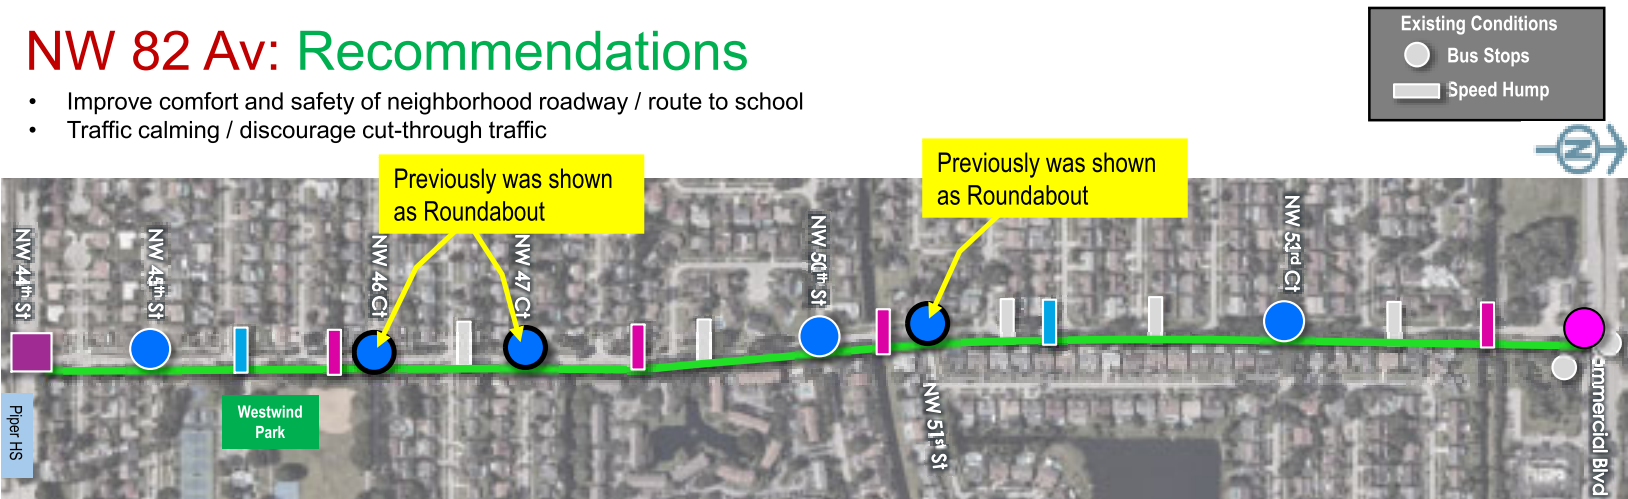 NW 82 Av: Recommendations
• Improve comfort and safety of neighborhood roadway / route to school
• Traffic calming / discourage cut-through traffic
Existing Conditions
Bus Stops
Speed Hump
N
Previously was shown
as Roundabout
Previously was shown
as Roundabout
NW 44th St
NW 45th St
NW 46 Ct
NW 47 Ct
NW 50th St
NW 51st St
NW 53rd Ct
mmercial Blvd
Piper HS
Westwind
Park